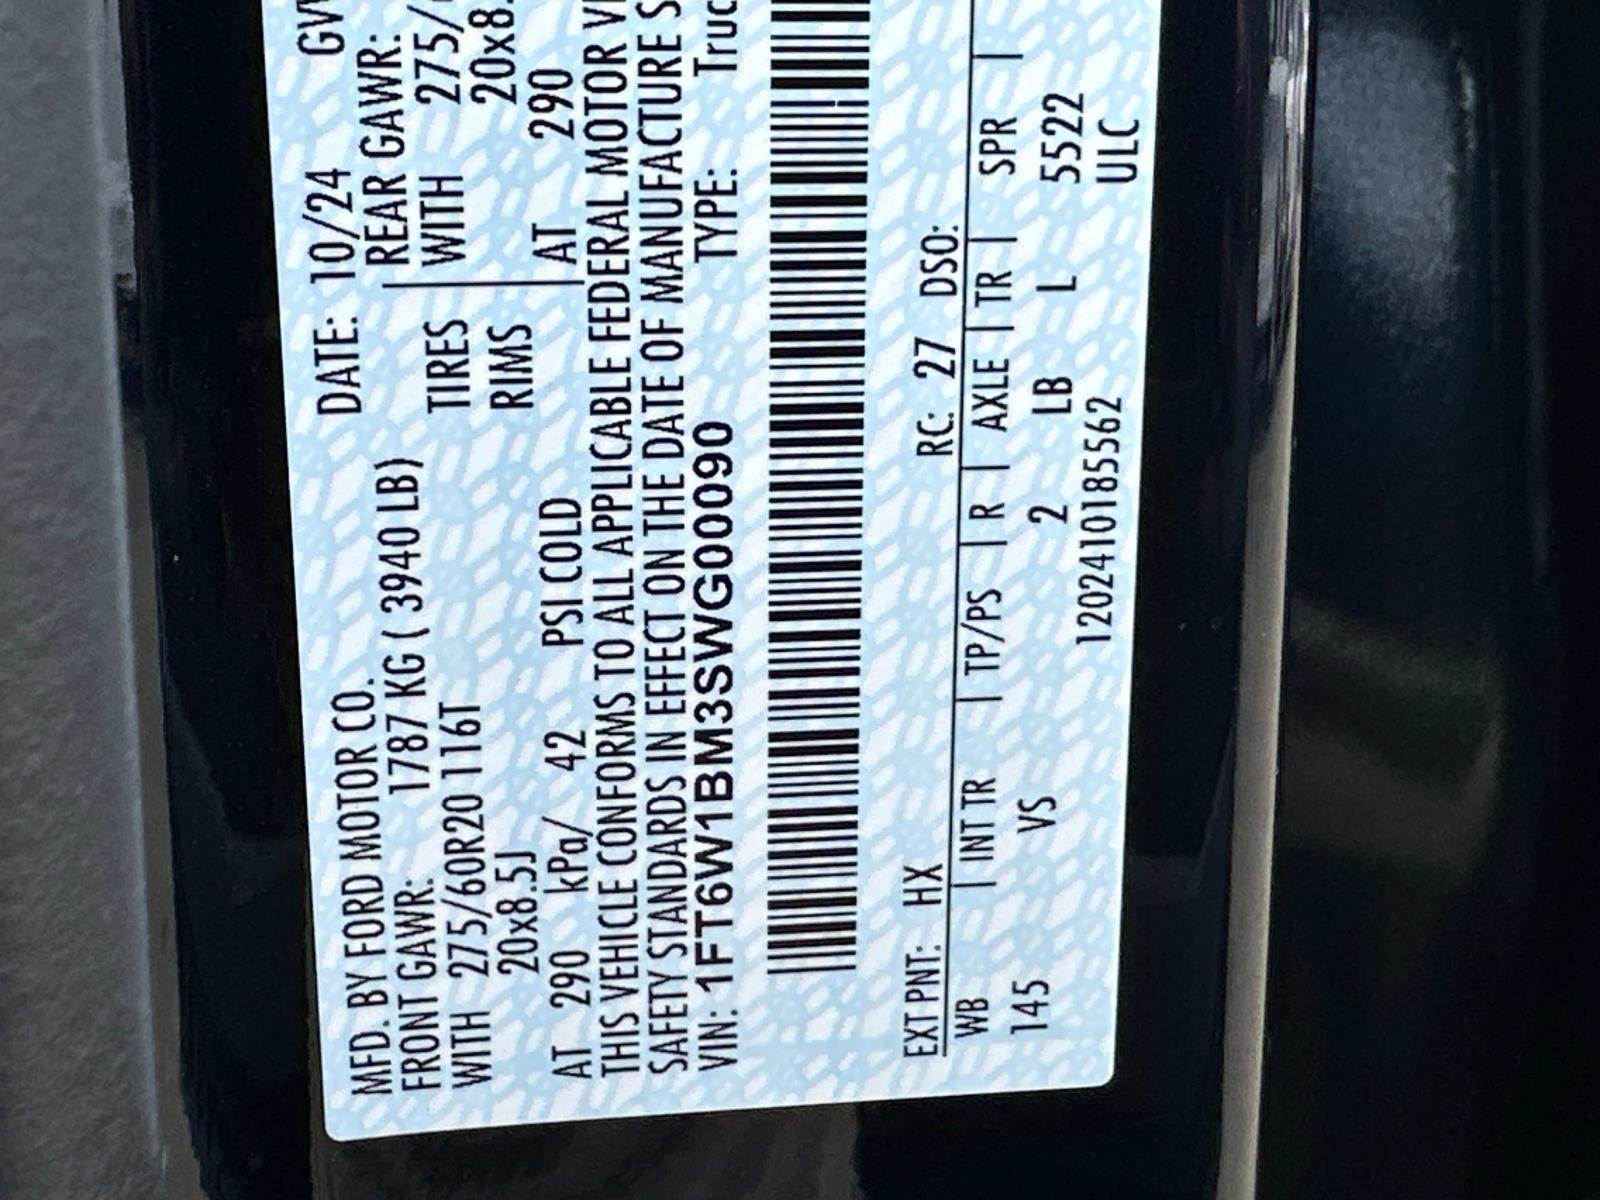 MFD. BY FORD MOTOR CO. DATE: 10/24
FRONT GAWR: 1787 KG ( 3940 LB) REAR GAWR:
WITH 275/60R20 116T TIRES WITH
20x8.5J RIMS
AT 290 kPa/ 42 PSI COLD AT 290
THIS VEHICLE CONFORMS TO ALL APPLICABLE FEDERAL MOTOR
SAFETY STANDARDS IN EFFECT ON THE DATE OF MANUFACTURE
VIN: 1FT6W1BM3SWG00090 TYPE:
EXT PNT: HX RC: 27 DSO:
WB | INT TR | TP/PS | R | AXLE | TR | SPR |
145 VS 2 LB L 5522
1202410185562 ULC